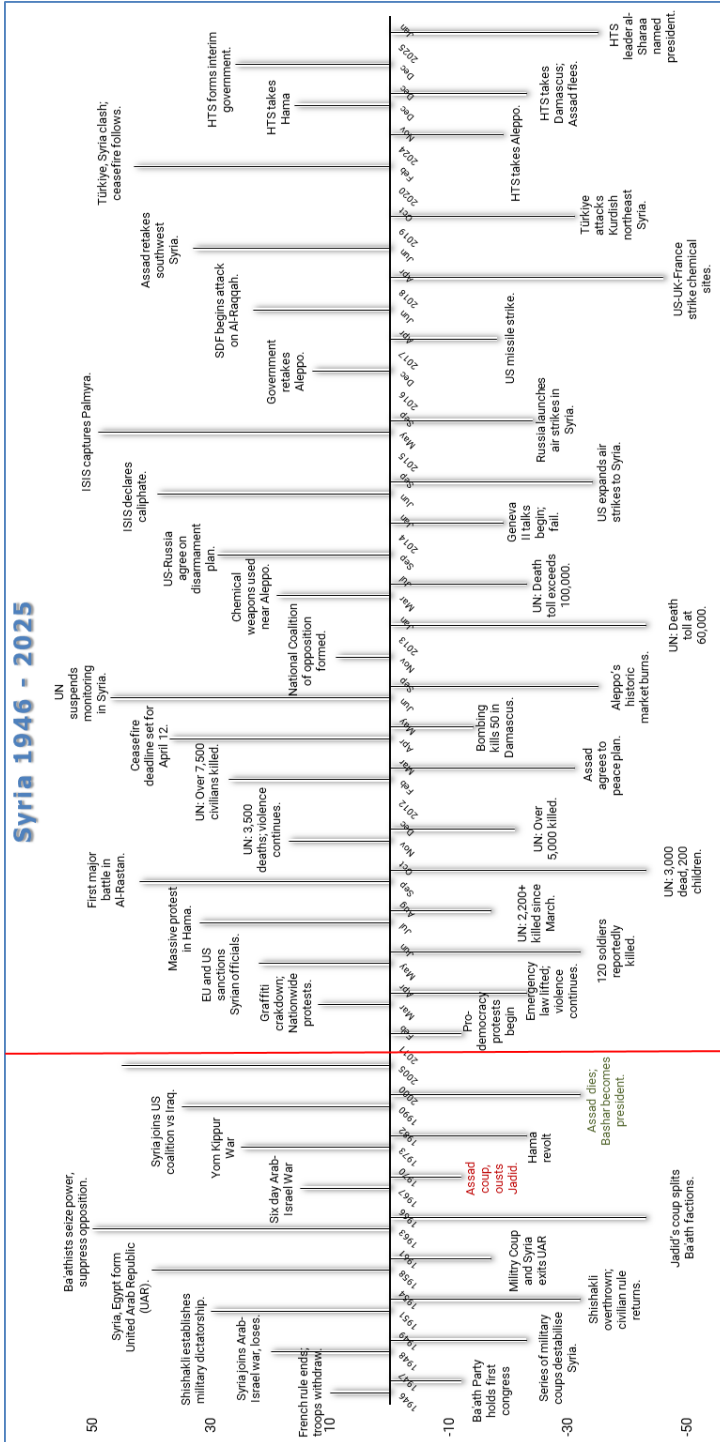 Syria 1946 - 2025
50
30
10
-10
-30
-50
French rule ends;
troops withdraw.
Syria joins Arab-
Israel war, loses.
Shishakli establishes
military dictatorship.
Syria, Egypt form
United Arab Republic
(UAR).
Ba'athists seize power,
suppress opposition.
Six day Arab-
Israel War
Yom Kippur
War
Syria joins US
coalition vs Iraq.
Graffiti
crakdown;
Nationwide
protests.
EU and US
sanctions
Syrian officials.
Massive protest
in Hama.
First major
battle in
Al-Rastan.
UN: 3,500
deaths; violence
continues.
UN: Over 7,500
civilians killed.
Ceasefire
deadline set for
April 12.
UN
suspends
monitoring
in Syria.
National Coalition
of opposition
formed.
Chemical
weapons used
near Aleppo.
US-Russia
agree on
disarmament
plan.
ISIS declares
caliphate.
ISIS captures Palmyra.
Government
retakes
Aleppo.
SDF begins attack
on Al-Raqqah.
Assad retakes
southwest
Syria.
Türkiye, Syria clash;
ceasefire follows.
HTS takes
Hama
HTS forms interim
government.
1946
1947
1948
1949
1951
1954
1958
1961
1963
1966
1967
1970
1973
1982
1990
2000
2005
2011
Feb
Mar
Apr
May
Jun
Jul
Aug
Sep
Oct
Nov
Dec
2012
Feb
Mar
Apr
May
Jun
Sep
Nov
2013
Jan
Mar
Jul
Sep
2014
Jan
Jun
Sep
2015
May
Sep
2016
Dec
2017
Apr
Jun
2018
Apr
Jun
2019
Oct
2020
Feb
2024
Nov
Dec
Dec
Dec
2025
Jan
Ba'ath Party
holds first
congress
Series of military
coups destabilise
Syria.
Shishakli
overthrown;
civilian rule
returns.
Militry Coup
and Syria
exits UAR
Jadid's coup splits
Ba'ath factions.
Assad
coup,
ousts
Jadid.
Hama
revolt
Assad dies;
Bashar becomes
president.
Pro-
democracy
protests
begin
Emergency
law lifted;
violence
continues.
120 soldiers
reportedly
killed.
UN: 2,200+
killed since
March.
UN: 3,000
dead, 200
children.
UN: Over
5,000 killed.
Assad
agrees to
peace plan.
Bombing
kills 50 in
Damascus.
Aleppo's
historic
market burns.
UN: Death
toll at
60,000.
UN: Death
toll exceeds
100,000.
Geneva
II talks
begin;
fail.
US expands air
strikes to Syria.
Russia launches
air strikes in
Syria.
US missile strike.
US-UK-France
strike chemical
sites.
Türkiye
attacks
Kurdish
northeast
Syria.
HTS takes Aleppo.
HTS takes
Damascus;
Assad flees.
HTS
leader al-
Sharaa
named
president.